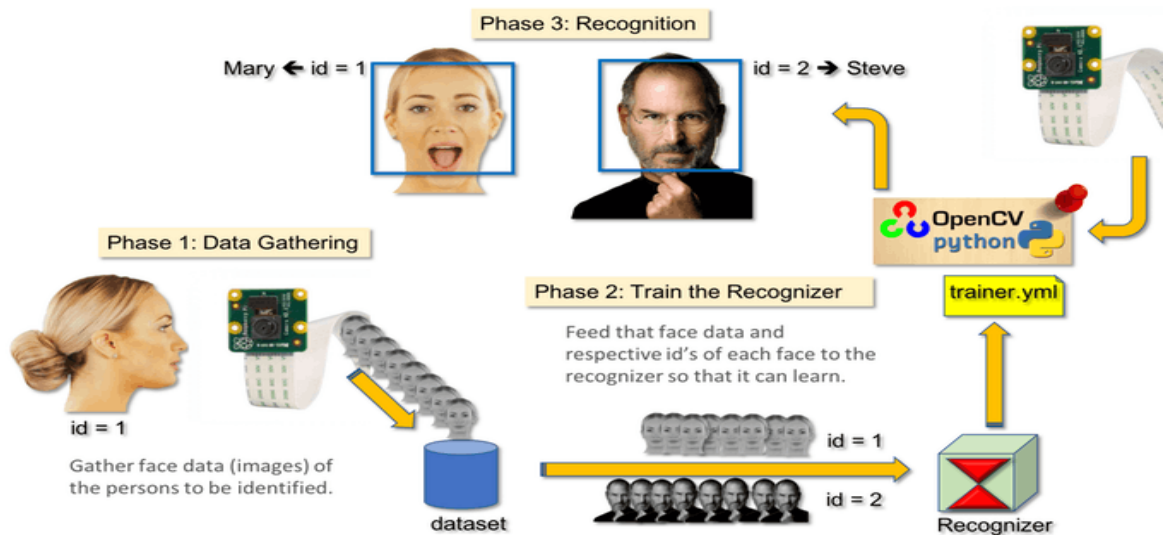 Phase 3: Recognition
Mary ← id = 1
id = 2 → Steve
OpenCV
python
Phase 1: Data Gathering
id = 1
Gather face data (images) of
the persons to be identified.
dataset
Phase 2: Train the Recognizer
Feed that face data and
respective id's of each face to the
recognizer so that it can learn.
id = 1
id = 2
trainer.yml
Recognizer